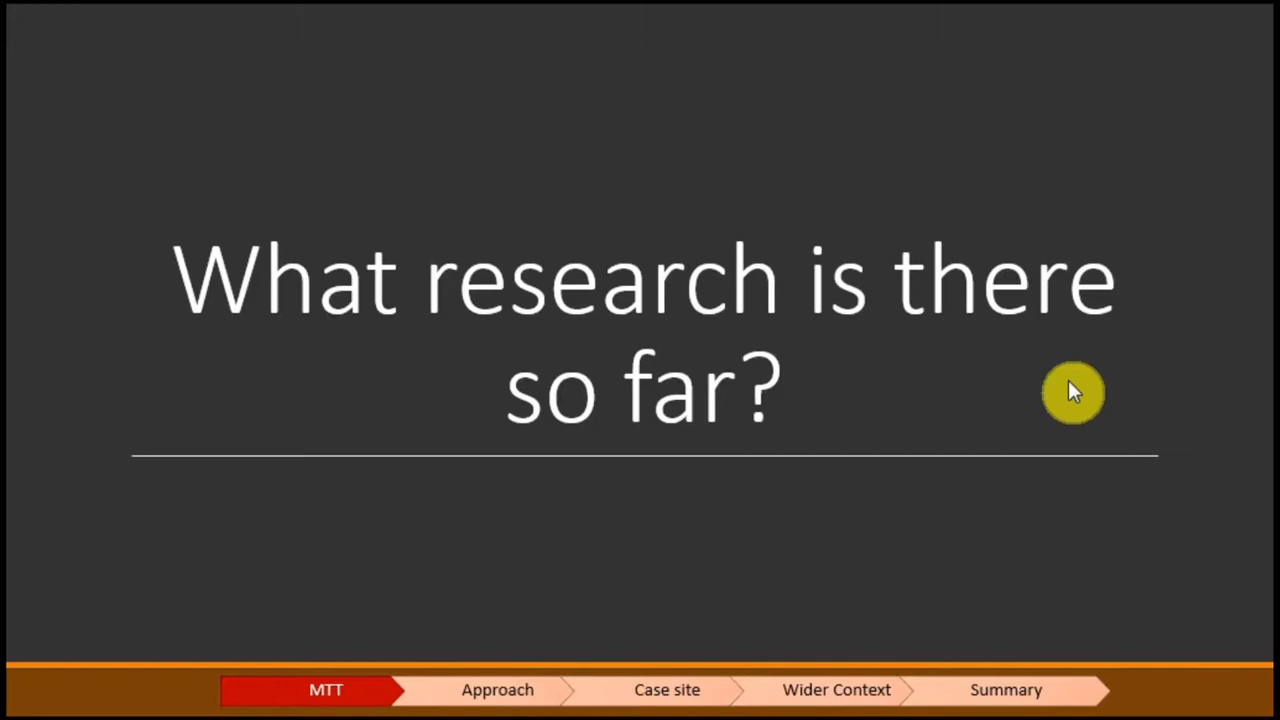 What research is there
so far?
MTT
Approach
Case site
Wider Context
Summary